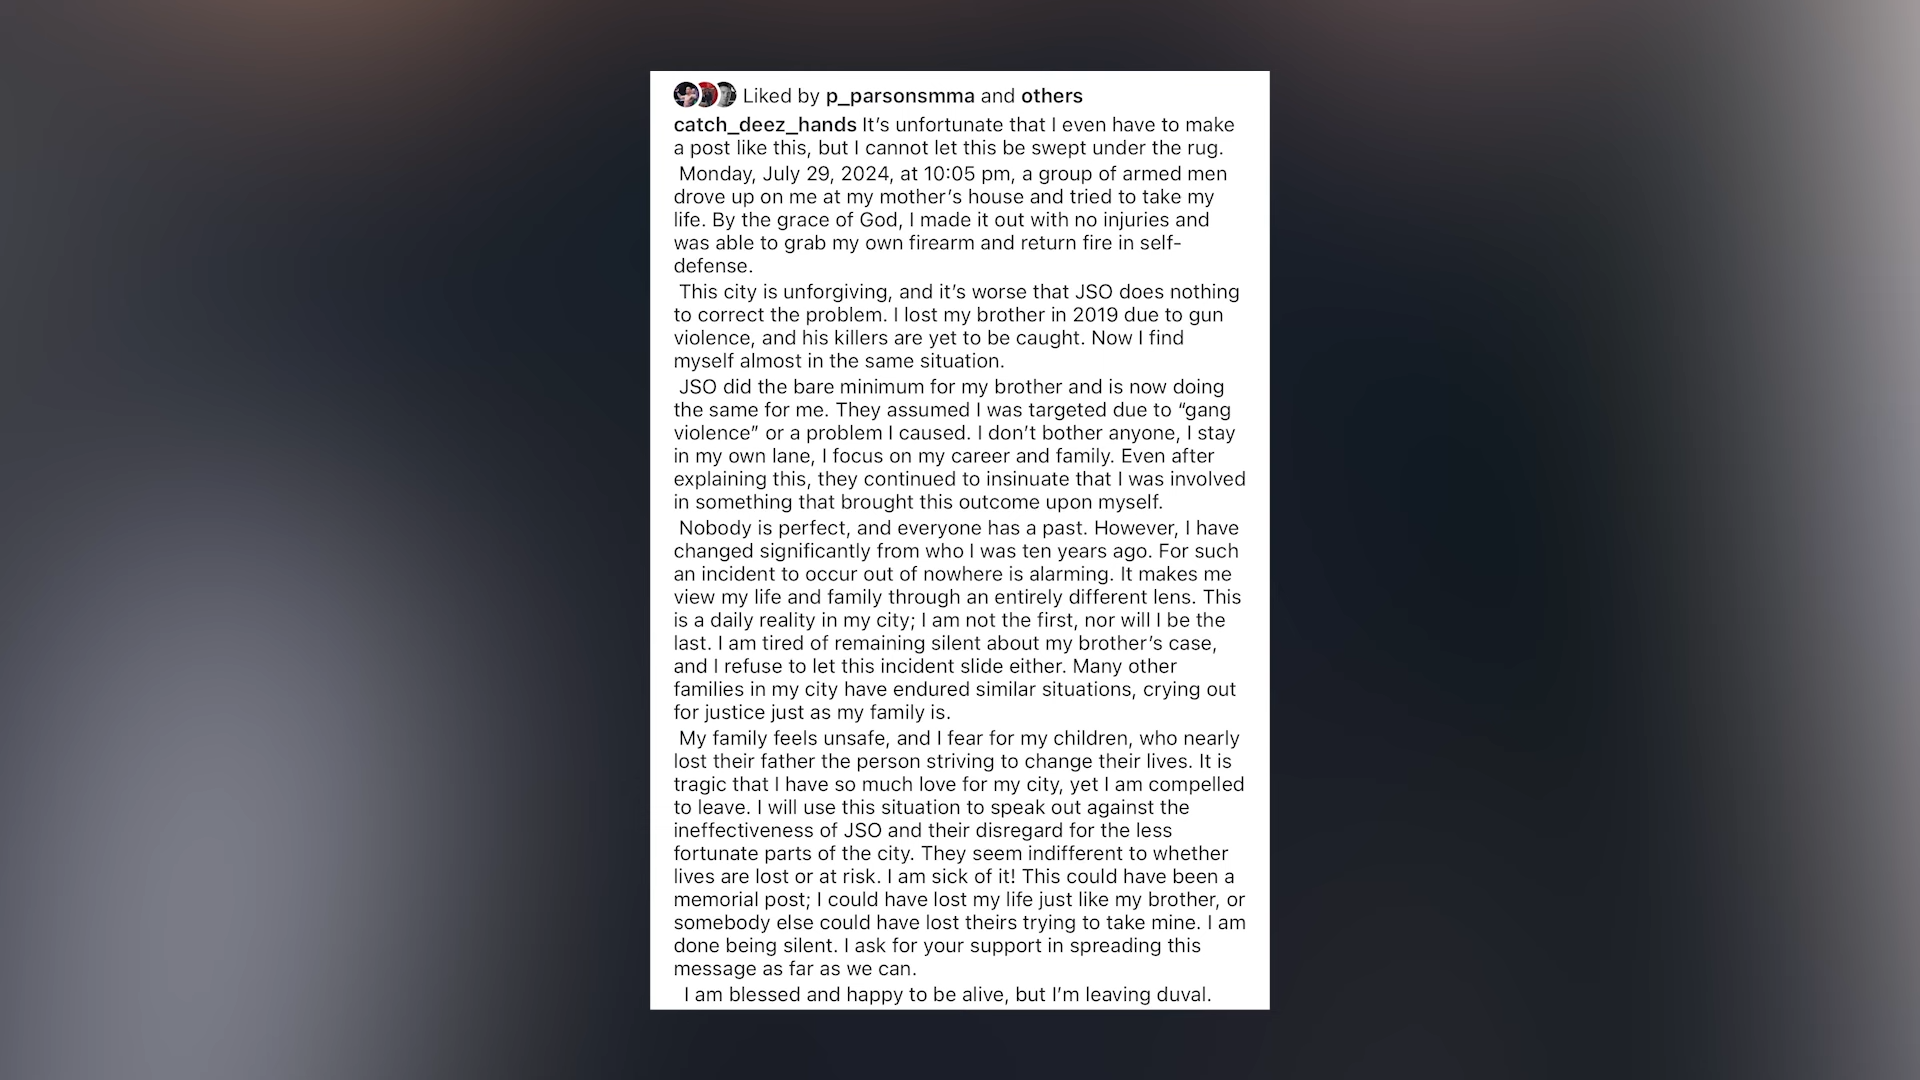 Liked by p_parsonsmma and others
catch_deez_hands It’s unfortunate that I even have to make
a post like this, but I cannot let this be swept under the rug.
Monday, July 29, 2024, at 10:05 pm, a group of armed men
drove up on me at my mother’s house and tried to take my
life. By the grace of God, I made it out with no injuries and
was able to grab my own firearm and return fire in self-
defense.
This city is unforgiving, and it’s worse that JSO does nothing
to correct the problem. I lost my brother in 2019 due to gun
violence, and his killers are yet to be caught. Now I find
myself almost in the same situation.
JSO did the bare minimum for my brother and is now doing
the same for me. They assumed I was targeted due to “gang
violence” or a problem I caused. I don’t bother anyone, I stay
in my own lane, I focus on my career and family. Even after
explaining this, they continued to insinuate that I was involved
in something that brought this outcome upon myself.
Nobody is perfect, and everyone has a past. However, I have
changed significantly from who I was ten years ago. For such
an incident to occur out of nowhere is alarming. It makes me
view my life and family through an entirely different lens. This
is a daily reality in my city; I am not the first, nor will I be the
last. I am tired of remaining silent about my brother’s case,
and I refuse to let this incident slide either. Many other
families in my city have endured similar situations, crying out
for justice just as my family is.
My family feels unsafe, and I fear for my children, who nearly
lost their father the person striving to change their lives. It is
tragic that I have so much love for my city, yet I am compelled
to leave. I will use this situation to speak out against the
ineffectiveness of JSO and their disregard for the less
fortunate parts of the city. They seem indifferent to whether
lives are lost or at risk. I am sick of it! This could have been a
memorial post; I could have lost my life just like my brother, or
somebody else could have lost theirs trying to take mine. I am
done being silent. I ask for your support in spreading this
message as far as we can.
I am blessed and happy to be alive, but I’m leaving duval.